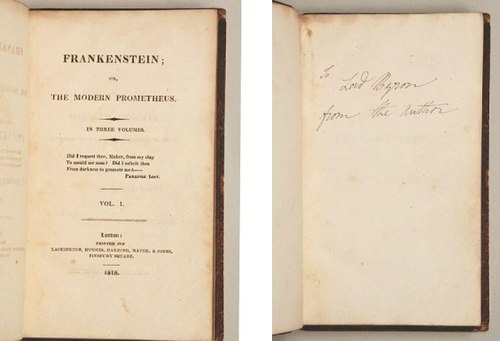 FRANKENSTEIN;
OR,
THE MODERN PROMETHEUS.
IN THREE VOLUMES.
Did I request thee, Maker, from my clay
To mould me man? Did I solicit thee
From darkness to promote me?——
PARADISE LOST.
VOL. I.
London:
PRINTED FOR
LACKINGTON, HUGHES, HARDING, MAVOR, & JONES,
FINSBURY SQUARE.
1818.
To Lord Byron
from the author